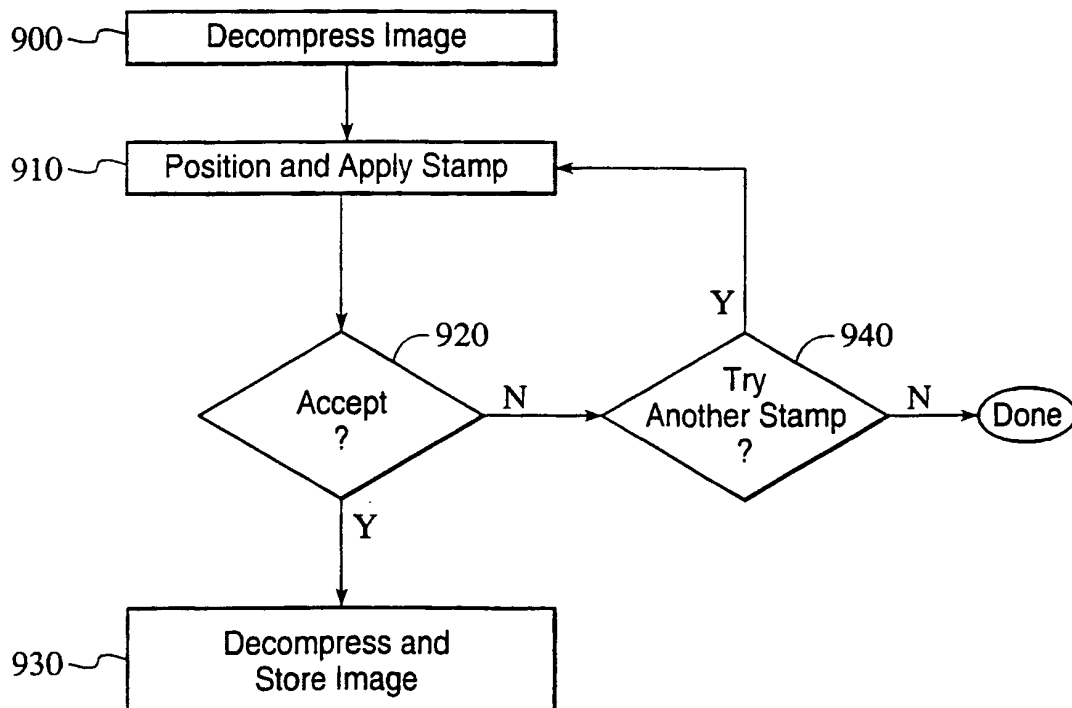 900
Decompress Image
910
Position and Apply Stamp
Y
920
940
Accept
?
N
Try
Another Stamp
?
N
Done
Y
930
Decompress and
Store Image